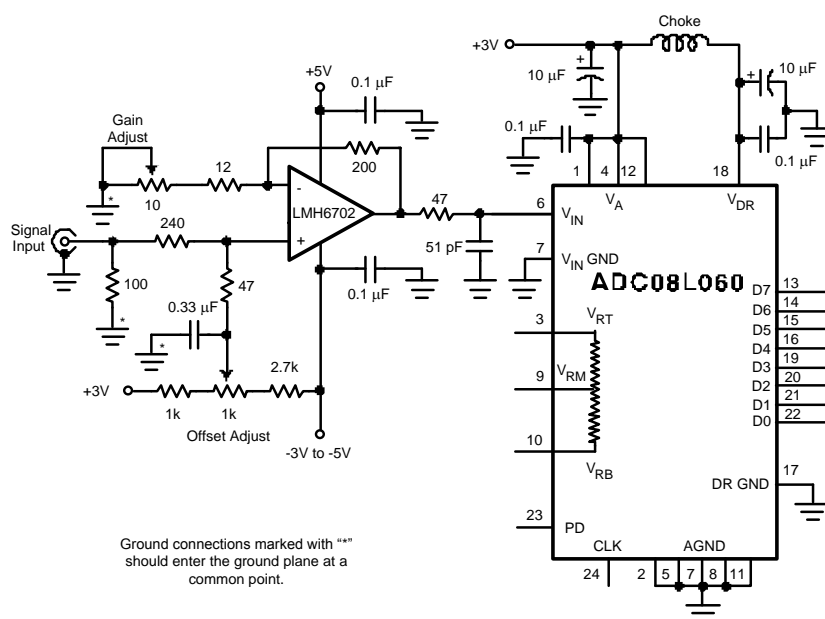 Choke
+3V
+
10 µF
+
10 µF
+5V
0.1 µF
0.1 µF
0.1 µF
Gain
Adjust
12
200
1
4
12
18
10
-
LMH6702
+
47
6
V_IN
V_A
V_DR
Signal
Input
240
51 pF
7
V_IN GND
100
47
0.1 µF
ADC08L060
D7
13
D6
14
D5
15
D4
16
D3
19
D2
20
D1
21
D0
22
0.33 µF
*
*
*
3
V_RT
9
V_RM
10
V_RB
+3V
1k
1k
2.7k
Offset Adjust
-3V to -5V
DR GND
17
23
PD
CLK
AGND
24
2
5
7
8
11
Ground connections marked with “*”
should enter the ground plane at a
common point.